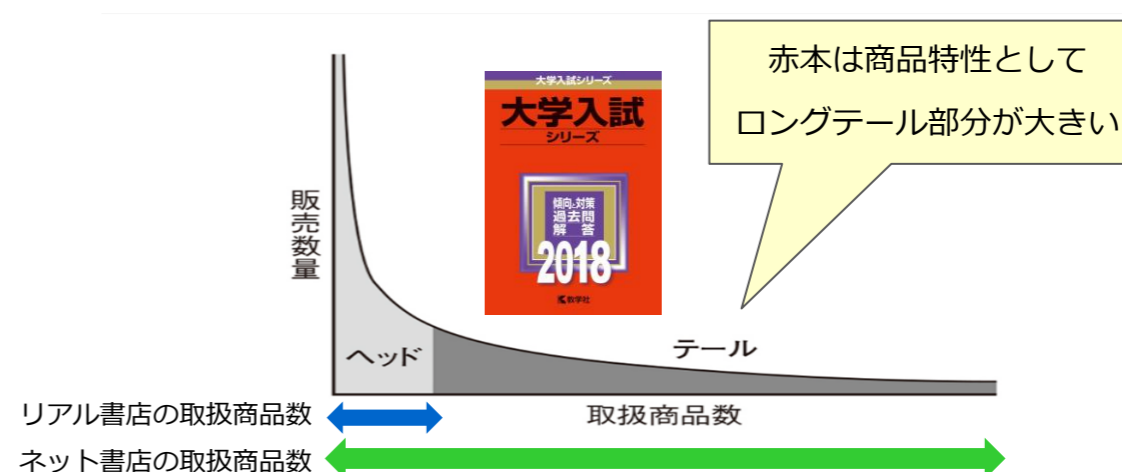 赤本は商品特性として
ロングテール部分が大きい
大学入試シリーズ
大学入試
シリーズ
傾向と対策
過去問
解答
2018
教学社
販売数量
ヘッド
テール
リアル書店の取扱商品数
取扱商品数
ネット書店の取扱商品数